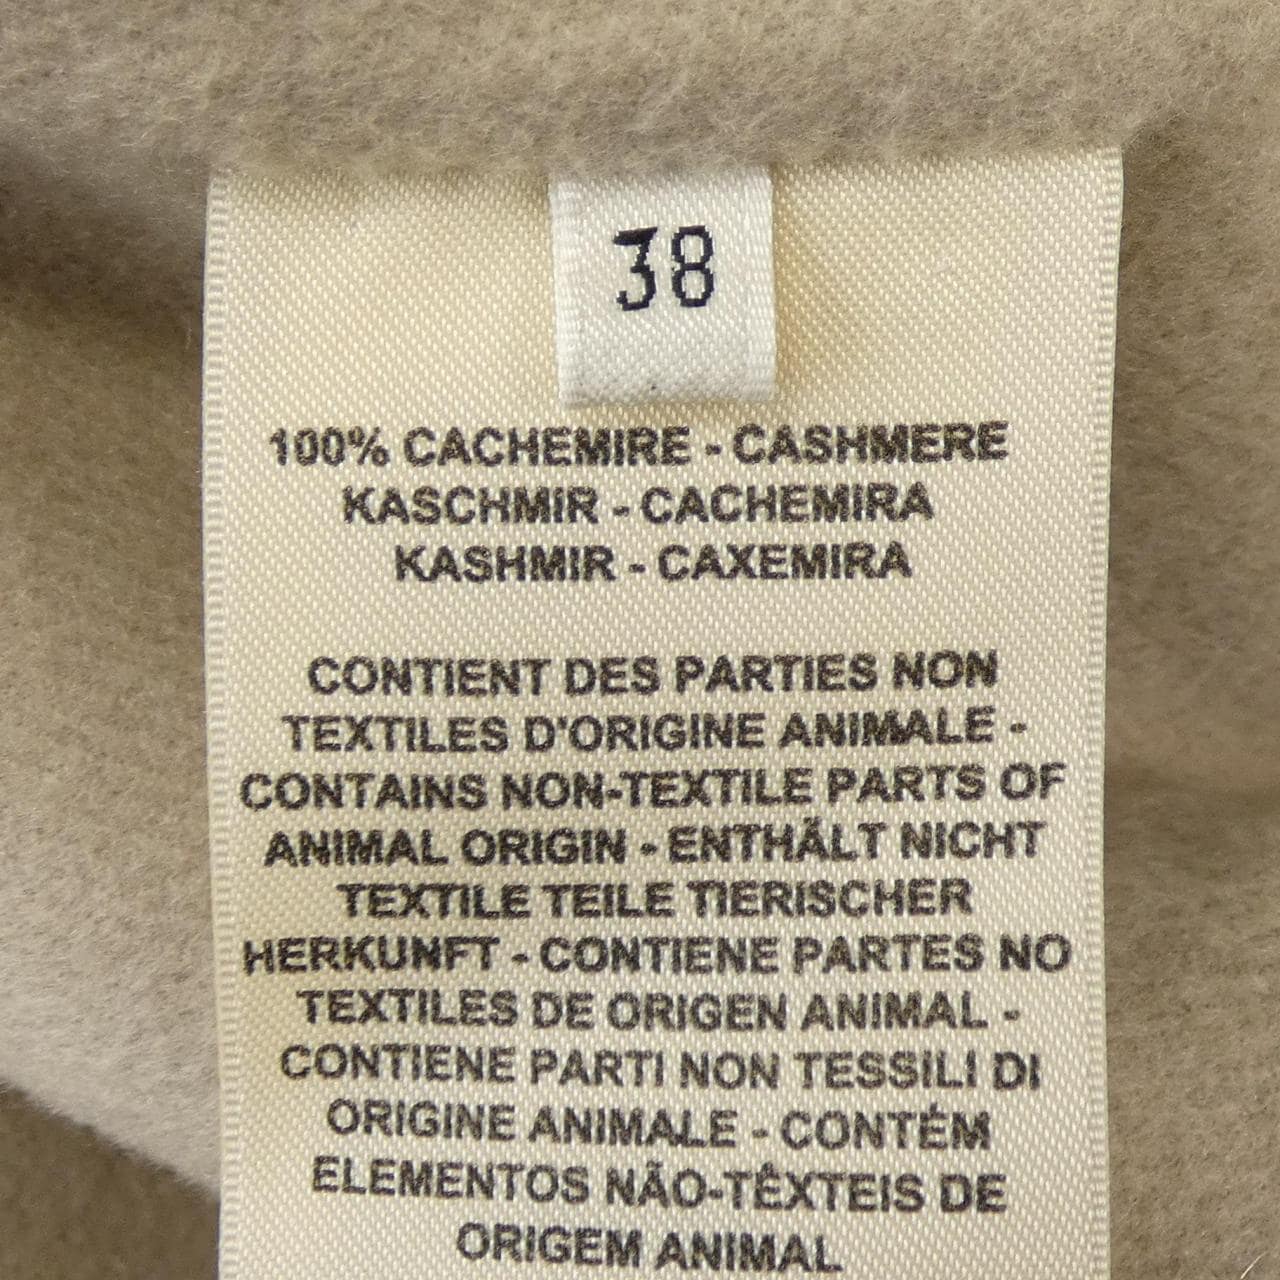 38
100% CACHEMIRE - CASHMERE
KASCHMIR - CACHEMIRA
KASHMIR - CAXEMIRA
CONTIENT DES PARTIES NON
TEXTILES D'ORIGINE ANIMALE -
CONTAINS NON-TEXTILE PARTS OF
ANIMAL ORIGIN - ENTHÄLT NICHT
TEXTILE TEILE TIERISCHER
HERKUNFT - CONTIENE PARTES NO
TEXTILES DE ORIGEN ANIMAL -
CONTIENE PARTI NON TESSILI DI
ORIGINE ANIMALE - CONTÉM
ELEMENTOS NÃO-TÊXTEIS DE
ORIGEM ANIMAL